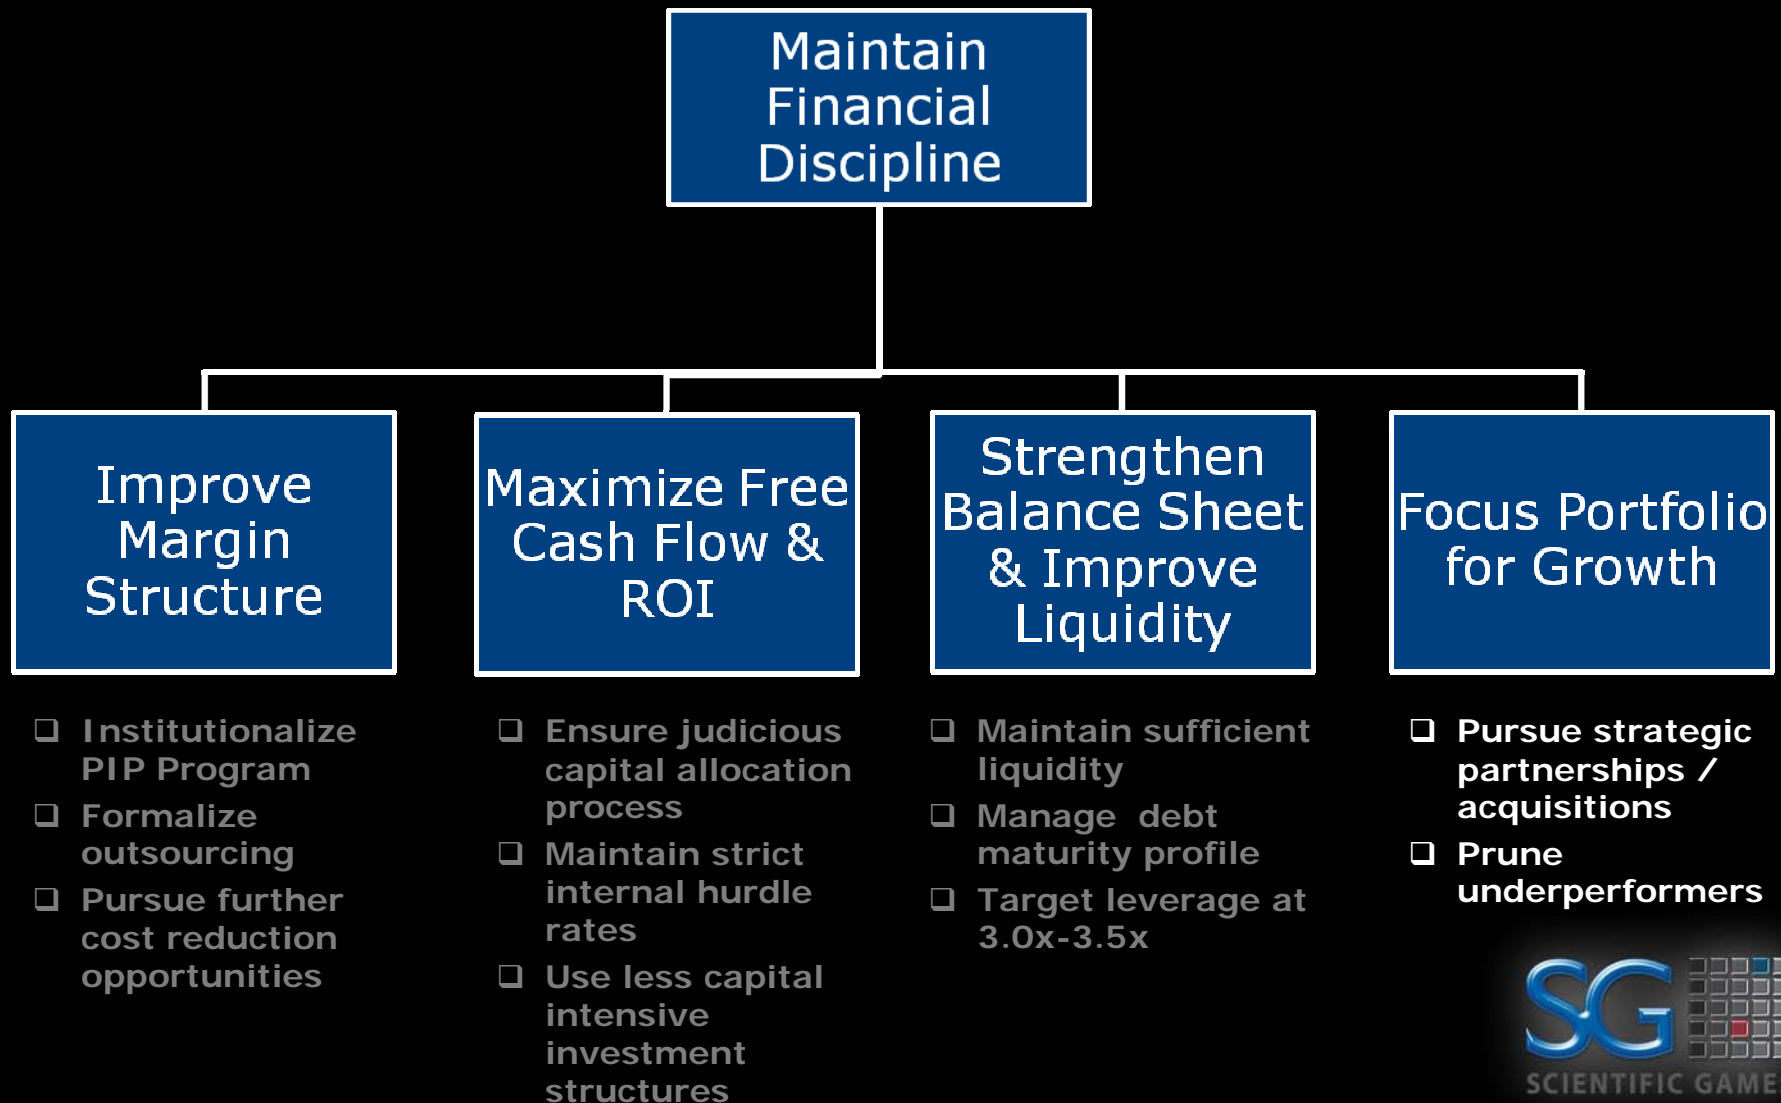 Maintain
Financial
Discipline
Improve
Margin
Structure
Maximize Free
Cash Flow &
ROI
Strengthen
Balance Sheet
& Improve
Liquidity
Focus Portfolio
for Growth
❑ Institutionalize
PIP Program
❑ Formalize
outsourcing
❑ Pursue further
cost reduction
opportunities
❑ Ensure judicious
capital allocation
process
❑ Maintain strict
internal hurdle
rates
❑ Use less capital
intensive
investment
structures
❑ Maintain sufficient
liquidity
❑ Manage debt
maturity profile
❑ Target leverage at
3.0x-3.5x
❑ Pursue strategic
partnerships /
acquisitions
❑ Prune
underperformers
SG
SCIENTIFIC GAME